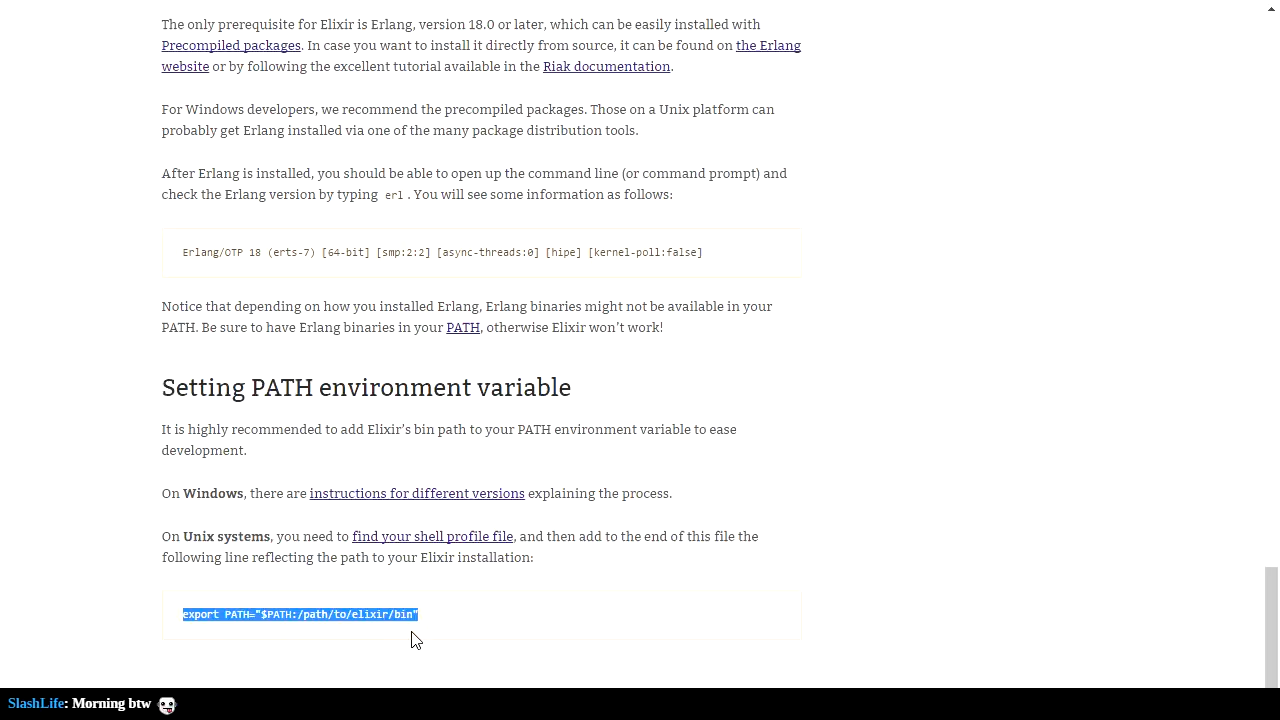 The only prerequisite for Elixir is Erlang, version 18.0 or later, which can be easily installed with
Precompiled packages. In case you want to install it directly from source, it can be found on the Erlang
website or by following the excellent tutorial available in the Riak documentation.
For Windows developers, we recommend the precompiled packages. Those on a Unix platform can
probably get Erlang installed via one of the many package distribution tools.
After Erlang is installed, you should be able to open up the command line (or command prompt) and
check the Erlang version by typing erl . You will see some information as follows:
Erlang/OTP 18 (erts-7) [64-bit] [smp:2:2] [async-threads:0] [hipe] [kernel-poll:false]
Notice that depending on how you installed Erlang, Erlang binaries might not be available in your
PATH. Be sure to have Erlang binaries in your PATH, otherwise Elixir won’t work!
Setting PATH environment variable
It is highly recommended to add Elixir’s bin path to your PATH environment variable to ease
development.
On Windows, there are instructions for different versions explaining the process.
On Unix systems, you need to find your shell profile file, and then add to the end of this file the
following line reflecting the path to your Elixir installation:
export PATH="$PATH:/path/to/elixir/bin"
SlashLife: Morning btw